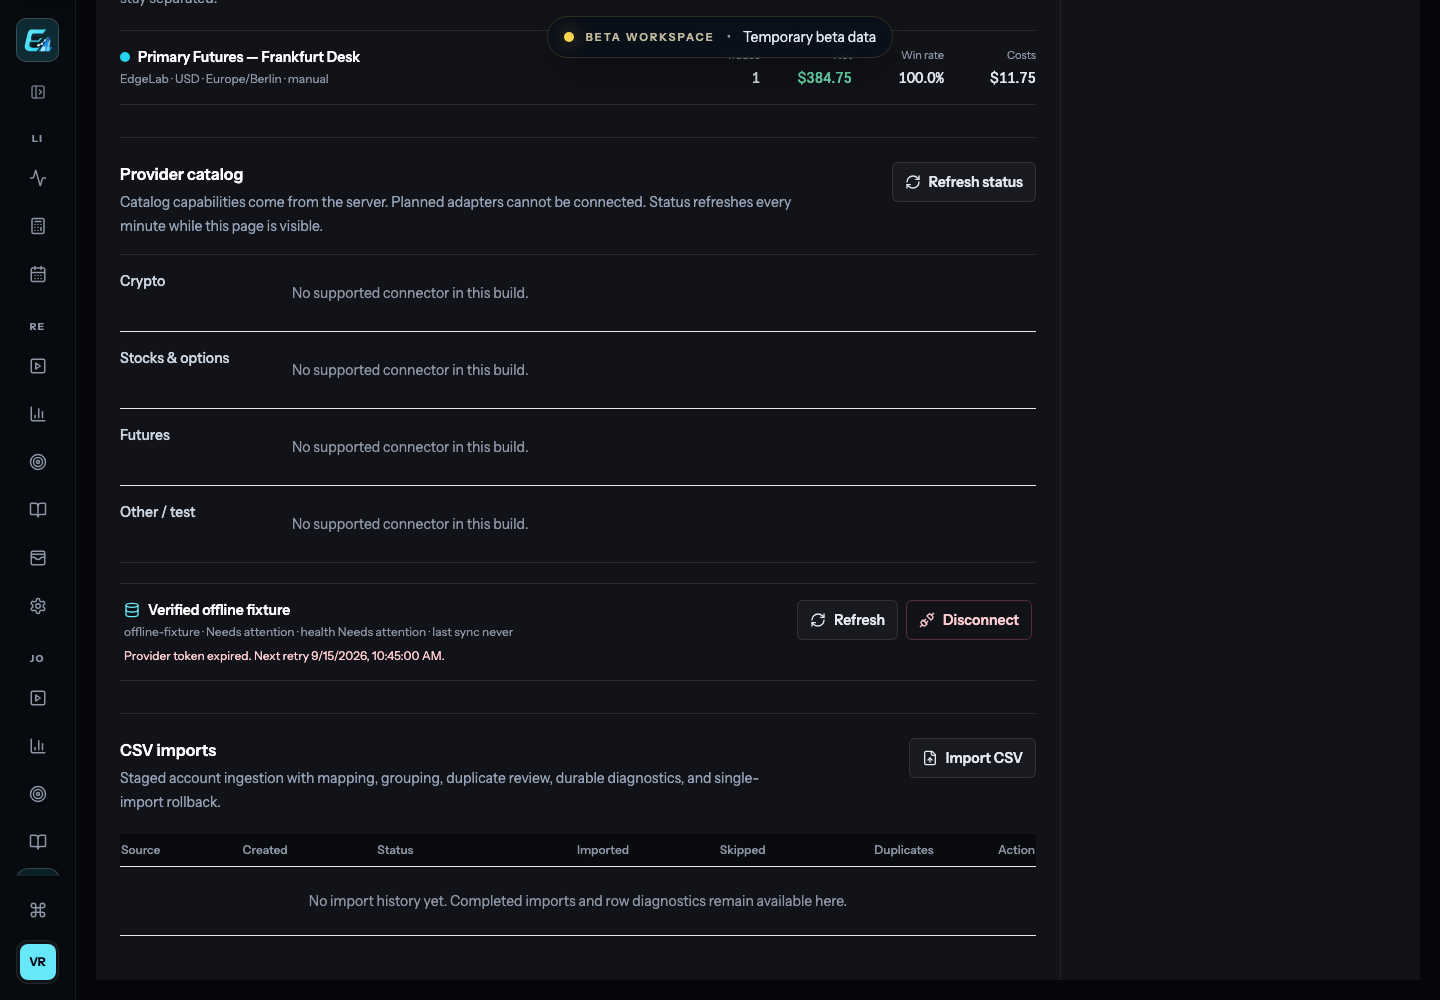 stay separated.
BETA WORKSPACE · Temporary beta data
Primary Futures — Frankfurt Desk
EdgeLab · USD · Europe/Berlin · manual
1
$384.75
Win rate
100.0%
Costs
$11.75
LI
RE
JO
VR
Provider catalog
Refresh status
Catalog capabilities come from the server. Planned adapters cannot be connected. Status refreshes every
minute while this page is visible.
Crypto
No supported connector in this build.
Stocks & options
No supported connector in this build.
Futures
No supported connector in this build.
Other / test
No supported connector in this build.
Verified offline fixture
offline-fixture · Needs attention · health Needs attention · last sync never
Provider token expired. Next retry 9/15/2026, 10:45:00 AM.
Refresh
Disconnect
CSV imports
Import CSV
Staged account ingestion with mapping, grouping, duplicate review, durable diagnostics, and single-
import rollback.
Source Created Status Imported Skipped Duplicates Action
No import history yet. Completed imports and row diagnostics remain available here.